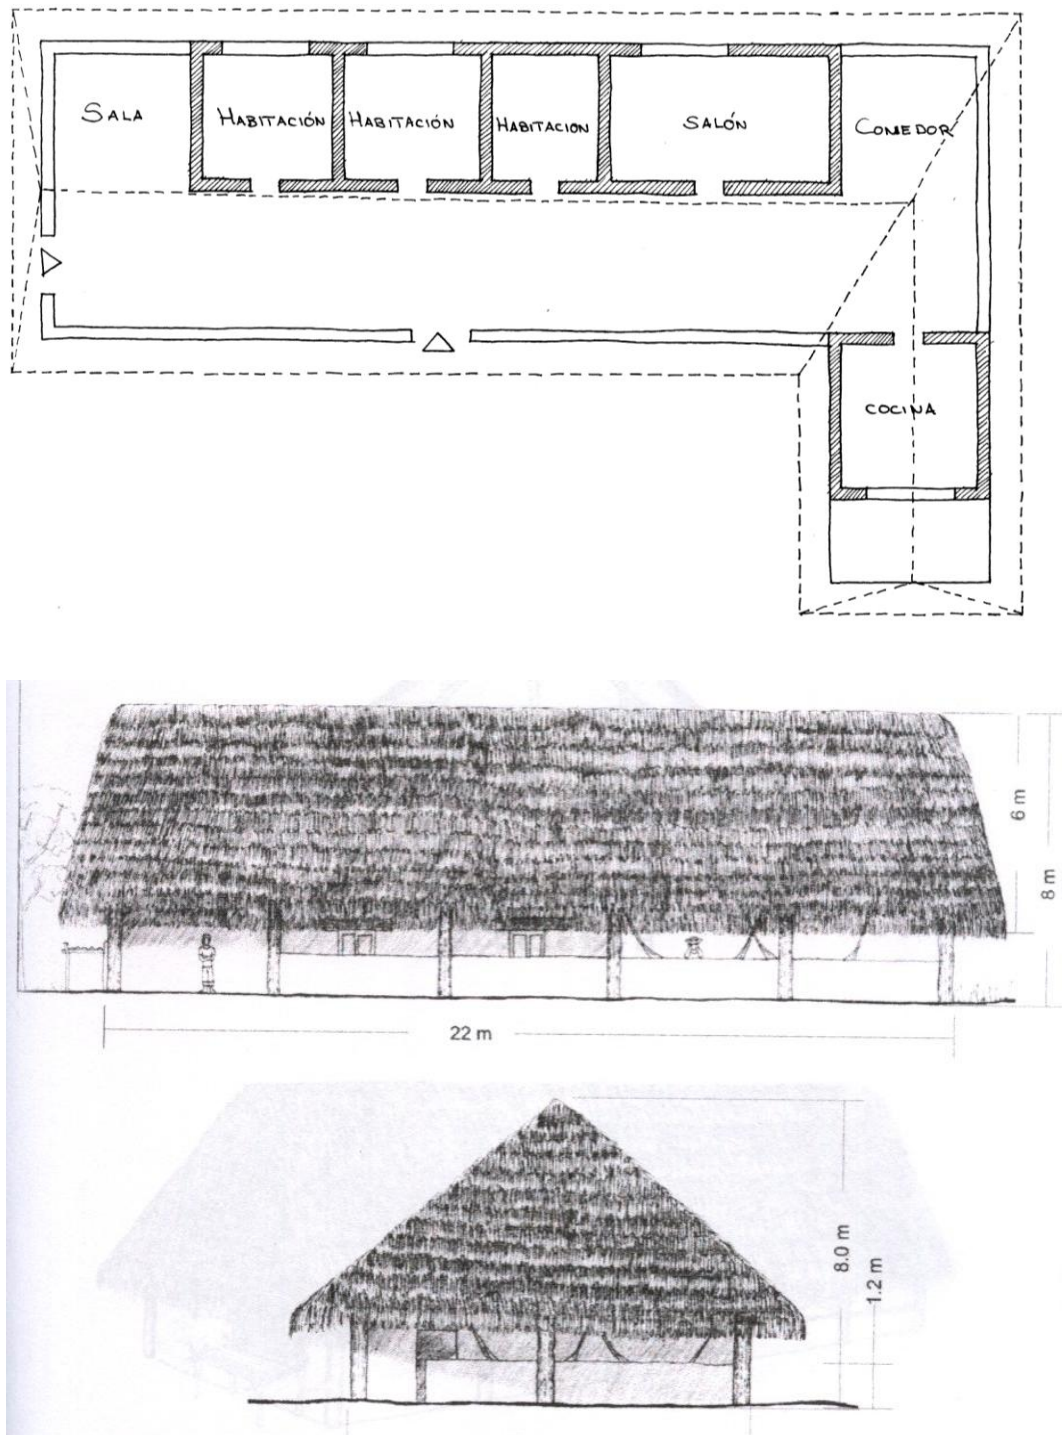 SALA
HABITACIÓN
HABITACIÓN
HABITACION
SALÓN
COMEDOR
COCINA
6 m
8 m
22 m
8.0 m
1.2 m